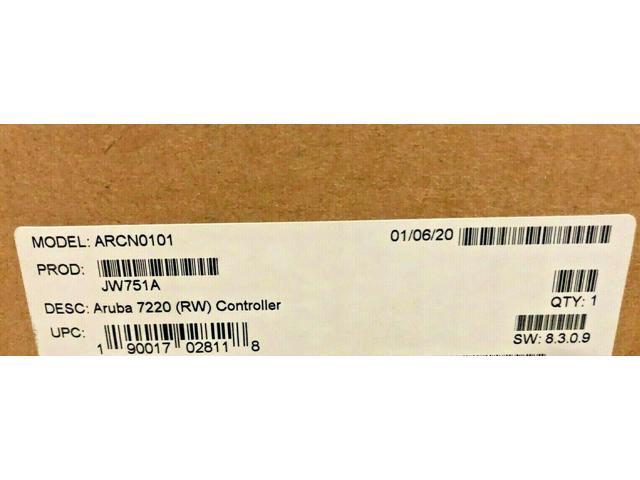 MODEL: ARCN0101
01/06/20
PROD:
JW751A
DESC: Aruba 7220 (RW) Controller
QTY: 1
UPC:
1 90017 02811 8
SW: 8.3.0.9